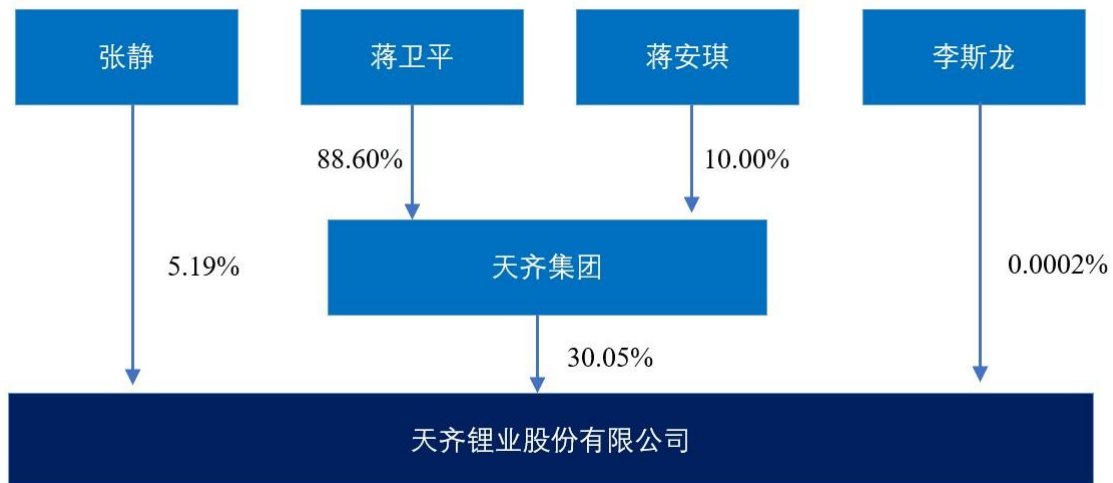 张静
蒋卫平
蒋安琪
李斯龙
88.60%
10.00%
5.19%
天齐集团
0.0002%
30.05%
天齐锂业股份有限公司